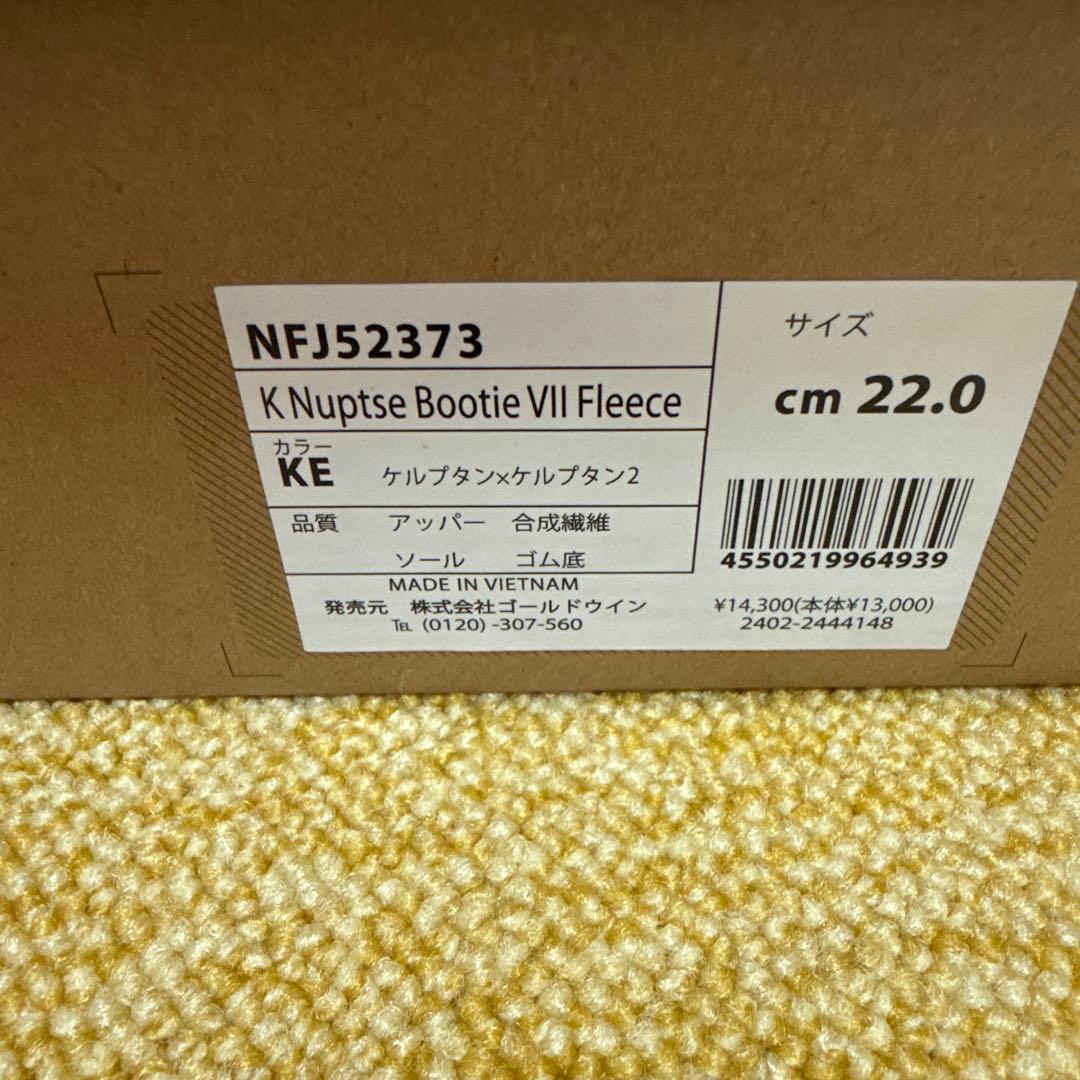 NFJ52373
K Nuptse Bootie VII Fleece
カラー
KE ケルプタン×ケルプタン2
品質 アッパー 合成繊維
ソール ゴム底
MADE IN VIETNAM
発売元 株式会社ゴールドウイン
TEL (0120) -307-560
サイズ
cm 22.0
4550219964939
¥14,300(本体¥13,000)
2402-2444148